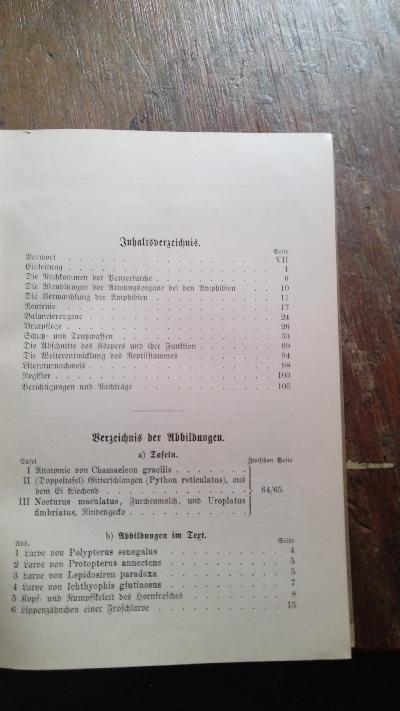 Inhaltsverzeichnis.
Seite
Vorwort VII
Einleitung 1
Die Nachkommen der Panzerlurche 6
Die Wandlungen der Atmungsorgane bei den Amphibien 10
Die Verwandlung der Amphibien 11
Neotenie 17
Balancierorgane 24
Brutpflege 26
Schutz- und Trutzwaffen 33
Die Abschnitte des Körpers und ihre Funktion 69
Die Weiterentwicklung des Reptilstammes 94
Literaturnachweis 98
Register 103
Berichtigungen und Nachträge 105
Verzeichnis der Abbildungen.
a) Tafeln.
Tafel Zwischen Seite
I Anatomie von Chamaeleon gracilis
II (Doppeltafel) Gitterschlangen (Python reticulatus), aus
dem Ei kriechend 64/65
III Necturus maculatus, Furchenmolch, und Uroplatus
fimbriatus, Rindengecko
b) Abbildungen im Text.
Abb. Seite
1 Larve von Polypterus senegalus 4
2 Larve von Protopterus annectens 5
3 Larve von Lepidosiren paradoxa 5
4 Larve von Ichthyophis glutinosus 7
5 Kopf- und Rumpfskelett des Hornfrosches 8
6 Lippenzähnchen einer Froschlarve 15